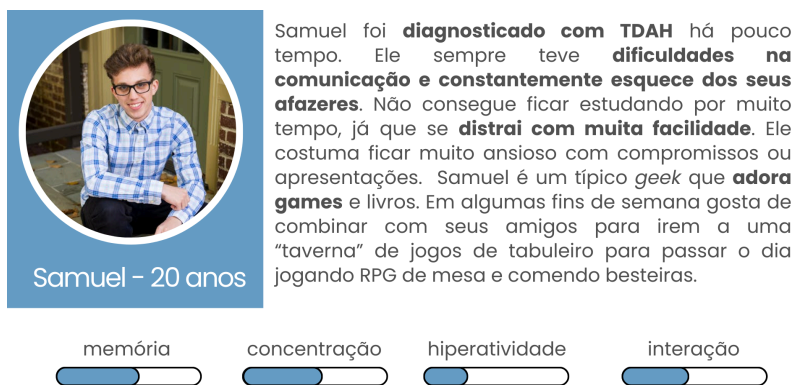 Samuel - 20 anos
Samuel foi diagnosticado com TDAH há pouco
tempo. Ele sempre teve dificuldades na
comunicação e constantemente esquece dos seus
afazeres. Não consegue ficar estudando por muito
tempo, já que se distrai com muita facilidade. Ele
costuma ficar muito ansioso com compromissos ou
apresentações. Samuel é um típico geek que adora
games e livros. Em algumas fins de semana gosta de
combinar com seus amigos para irem a uma
“taverna” de jogos de tabuleiro para passar o dia
jogando RPG de mesa e comendo besteiras.
memória concentração hiperatividade interação